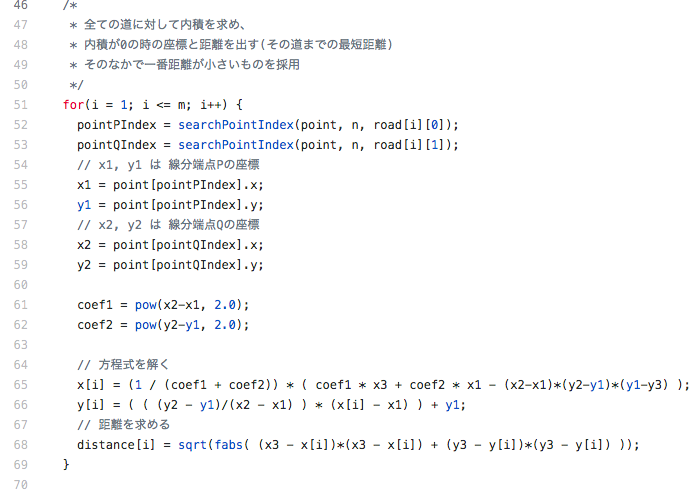 46 /*
47 * 全ての道に対して内積を求め、
48 * 内積が0の時の座標と距離を出す(その道までの最短距離)
49 * そのなかで一番距離が小さいものを採用
50 */
51 for(i = 1; i <= m; i++) {
52 pointPIndex = searchPointIndex(point, n, road[i][0]);
53 pointQIndex = searchPointIndex(point, n, road[i][1]);
54 // x1, y1 は 線分端点Pの座標
55 x1 = point[pointPIndex].x;
56 y1 = point[pointPIndex].y;
57 // x2, y2 は 線分端点Qの座標
58 x2 = point[pointQIndex].x;
59 y2 = point[pointQIndex].y;
60
61 coef1 = pow(x2-x1, 2.0);
62 coef2 = pow(y2-y1, 2.0);
63
64 // 方程式を解く
65 x[i] = (1 / (coef1 + coef2)) * ( coef1 * x3 + coef2 * x1 - (x2-x1)*(y2-y1)*(y1-y3) );
66 y[i] = ( ( (y2 - y1)/(x2 - x1) ) * (x[i] - x1) ) + y1;
67 // 距離を求める
68 distance[i] = sqrt(fabs( (x3 - x[i])*(x3 - x[i]) + (y3 - y[i])*(y3 - y[i]) ));
69 }
70